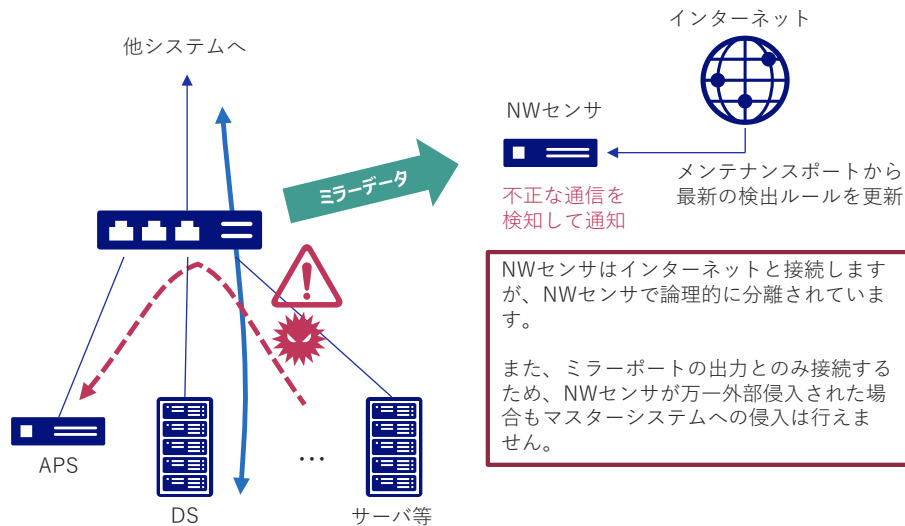 インターネット
他システムへ
NWセンサ
ミラーデータ
メンテナンスポートから
最新の検出ルールを更新
不正な通信を
検知して通知
NWセンサはインターネットと接続します
が、NWセンサで論理的に分離されていま
す。
また、ミラーポートの出力とのみ接続する
ため、NWセンサが万一外部侵入された場
合もマスターシステムへの侵入は行えま
せん。
APS
DS
…
サーバ等